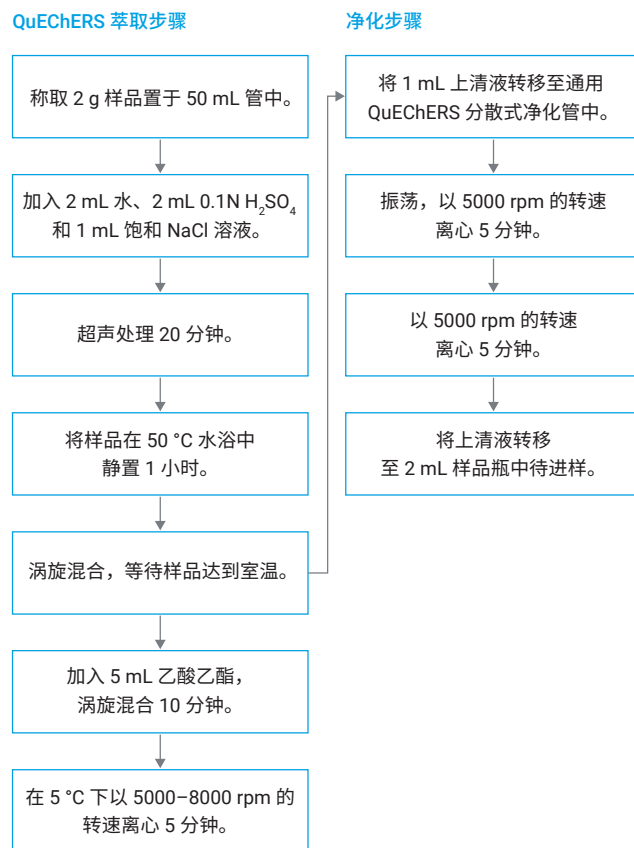 QuEChERS 萃取步骤
称取 2 g 样品置于 50 mL 管中。
加入 2 mL 水、2 mL 0.1N H₂SO₄
和 1 mL 饱和 NaCl 溶液。
超声处理 20 分钟。
将样品在 50 °C 水浴中
静置 1 小时。
涡旋混合，等待样品达到室温。
加入 5 mL 乙酸乙酯，
涡旋混合 10 分钟。
在 5 °C 下以 5000–8000 rpm 的
转速离心 5 分钟。
净化步骤
将 1 mL 上清液转移至通用
QuEChERS 分散式净化管中。
振荡，以 5000 rpm 的转速
离心 5 分钟。
以 5000 rpm 的转速
离心 5 分钟。
将上清液转移
至 2 mL 样品瓶中待进样。